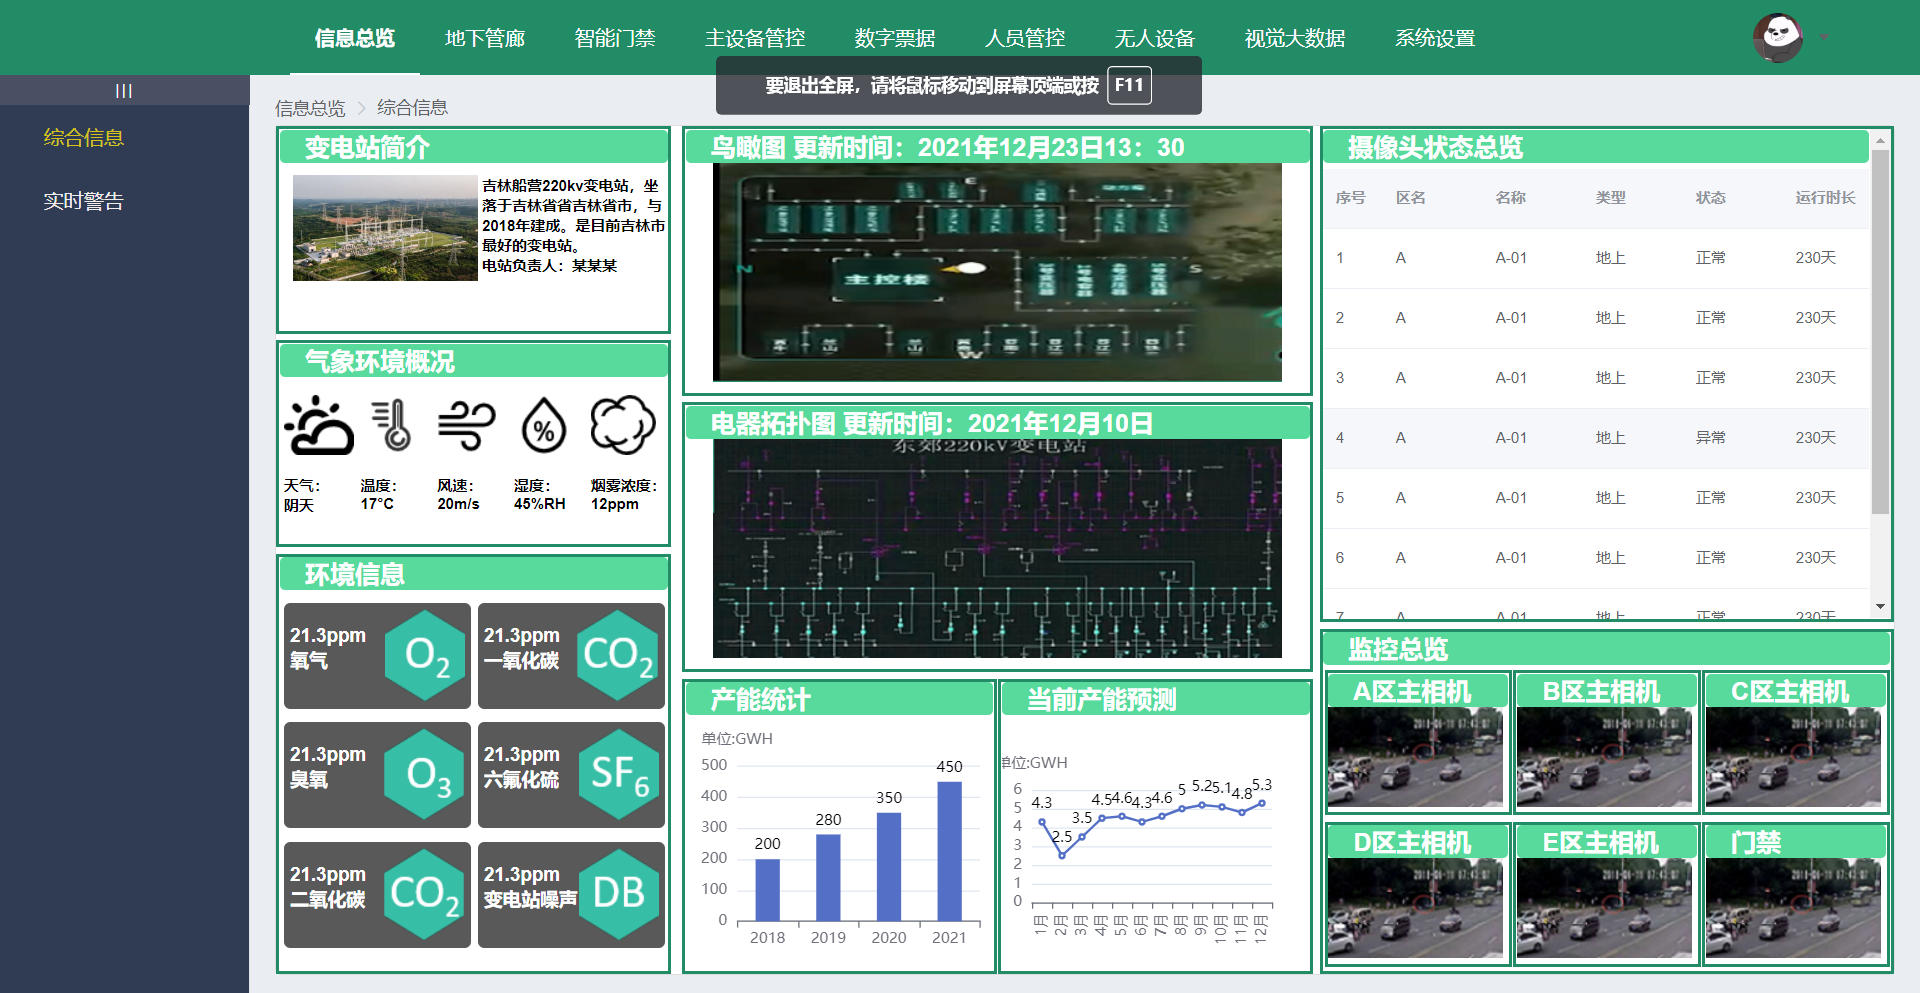 信息总览 地下管廊 智能门禁 主设备管控 数字票据 人员管控 无人设备 视觉大数据 系统设置
要退出全屏，请将鼠标移动到屏幕顶端或按 F11
综合信息
实时警告
信息总览 > 综合信息
变电站简介
吉林船营220kv变电站，坐
落于吉林省省吉林省市，与
2018年建成。是目前吉林市
最好的变电站。
电站负责人：某某某
气象环境概况
天气：
阴天
温度：
17°C
风速：
20m/s
湿度：
45%RH
烟雾浓度：
12ppm
%
环境信息
21.3ppm
氧气
O2
21.3ppm
一氧化碳
CO2
21.3ppm
臭氧
O3
21.3ppm
六氟化硫
SF6
21.3ppm
二氧化碳
CO2
21.3ppm
变电站噪声
DB
鸟瞰图 更新时间：2021年12月23日13：30
E
N
S
W
主控楼
电器拓扑图 更新时间：2021年12月10日
东郊220kV变电站
产能统计
单位:GWH
500
400
300
200
100
0
200 280 350 450
2018 2019 2020 2021
当前产能预测
单位:GWH
6
5
4
3
2
1
0
4.3 2.5 3.5 4.5 4.6 4.3 4.6 5 5.2 5.1 4.8 5.3
1月 2月 3月 4月 5月 6月 7月 8月 9月 10月 11月 12月
摄像头状态总览
序号 区名 名称 类型 状态 运行时长
1 A A-01 地上 正常 230天
2 A A-01 地上 正常 230天
3 A A-01 地上 正常 230天
4 A A-01 地上 异常 230天
5 A A-01 地上 正常 230天
6 A A-01 地上 正常 230天
7 A A-01 地上 正常 230天
监控总览
A区主相机 B区主相机 C区主相机
D区主相机 E区主相机 门禁